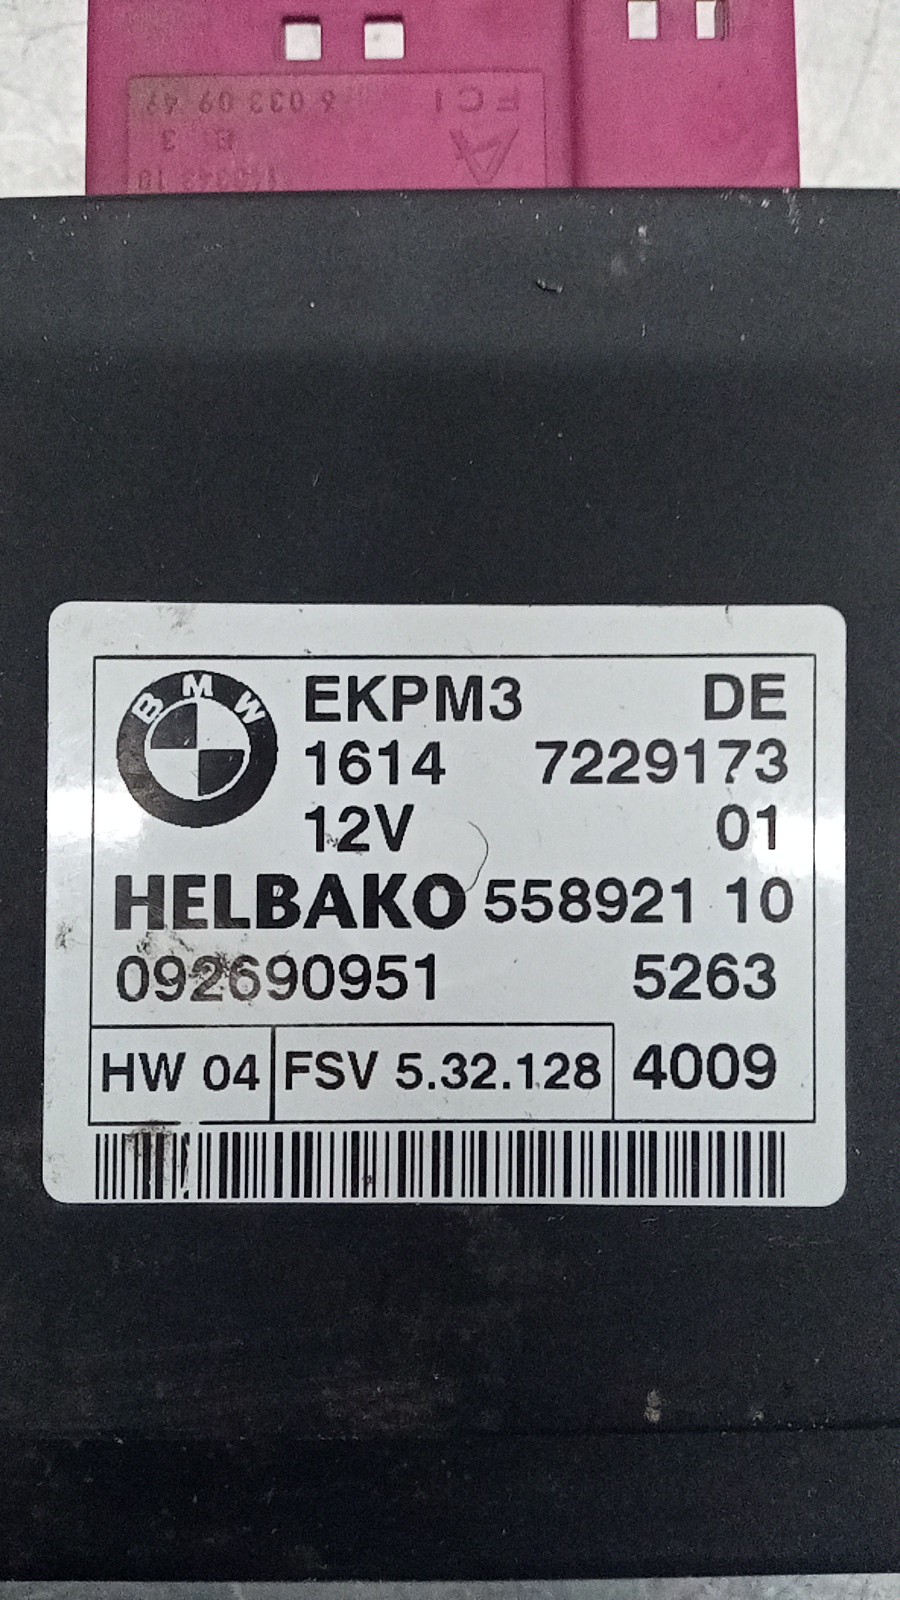 FCI
BMW
EKPM3 DE
1614 7229173
12V 01
HELBAKO 558921 10
092690951 5263
HW 04 FSV 5.32.128 4009